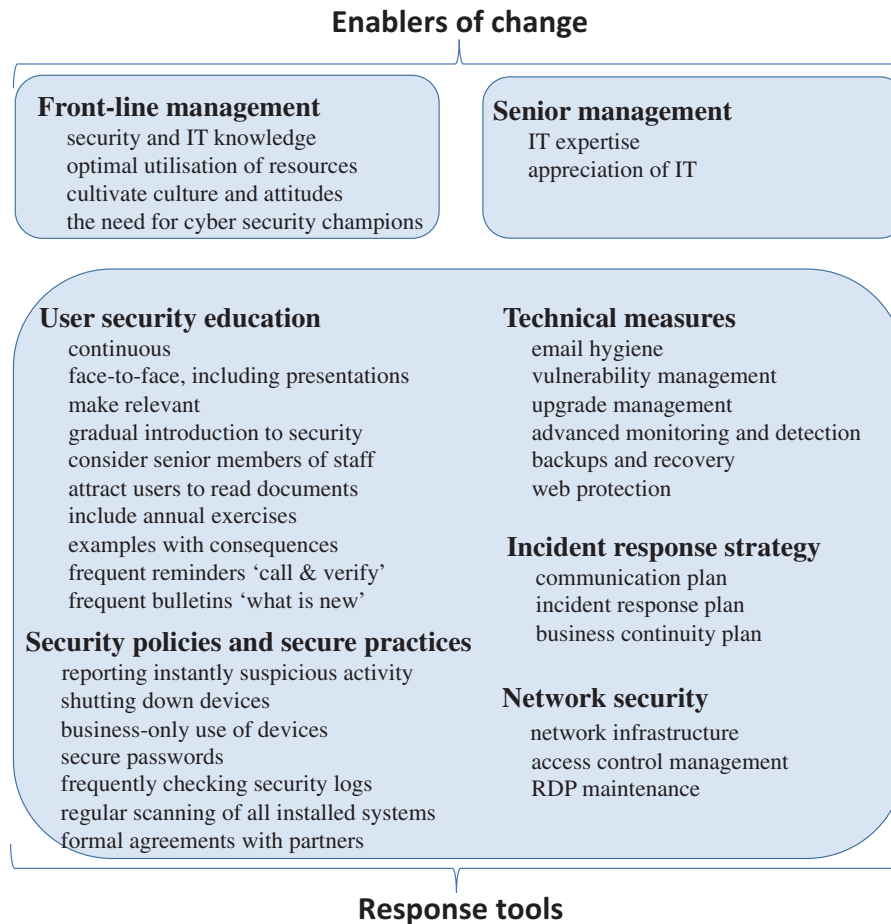 Enablers of change
Front-line management
security and IT knowledge
optimal utilisation of resources
cultivate culture and attitudes
the need for cyber security champions
Senior management
IT expertise
appreciation of IT
User security education
continuous
face-to-face, including presentations
make relevant
gradual introduction to security
consider senior members of staff
attract users to read documents
include annual exercises
examples with consequences
frequent reminders ‘call & verify’
frequent bulletins ‘what is new’
Security policies and secure practices
reporting instantly suspicious activity
shutting down devices
business-only use of devices
secure passwords
frequently checking security logs
regular scanning of all installed systems
formal agreements with partners
Technical measures
email hygiene
vulnerability management
upgrade management
advanced monitoring and detection
backups and recovery
web protection
Incident response strategy
communication plan
incident response plan
business continuity plan
Network security
network infrastructure
access control management
RDP maintenance
Response tools